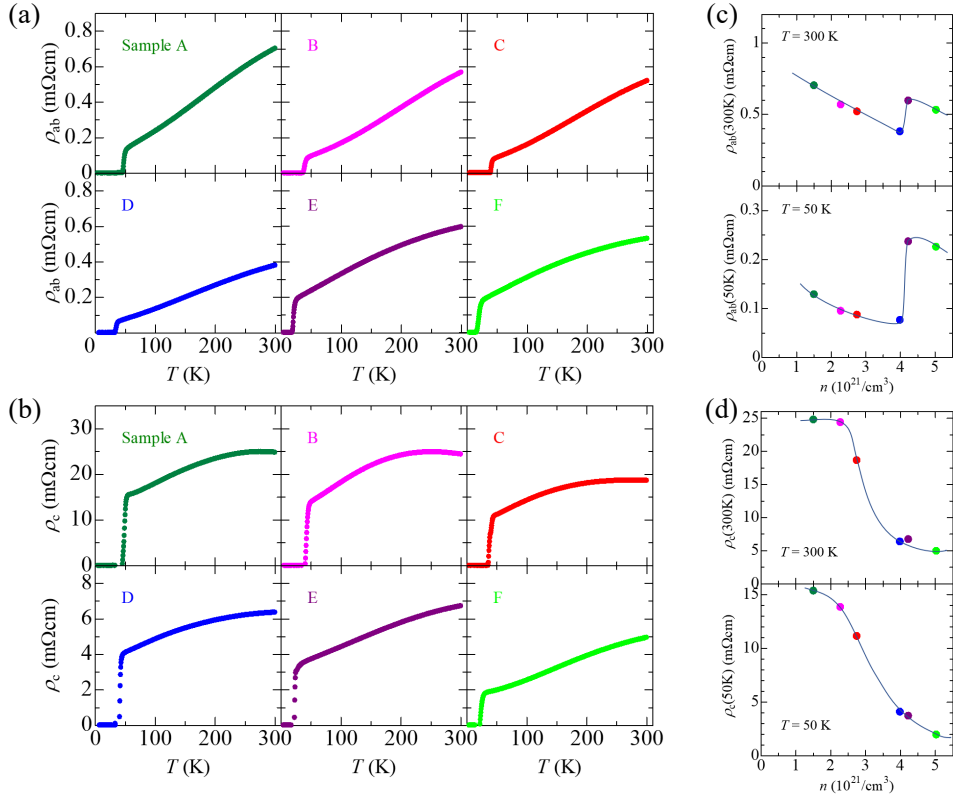 (a)
Sample A
B
C
ρab (mΩcm)
0.8
0.6
0.4
0.2
0
D
E
F
ρab (mΩcm)
0.6
0.4
0.2
0
0
100
200
300
100
200
300
100
200
300
T (K)
T (K)
T (K)
(b)
Sample A
B
C
ρc (mΩcm)
30
20
10
0
D
E
F
ρc (mΩcm)
8
6
4
2
0
0
100
200
300
100
200
300
100
200
300
T (K)
T (K)
T (K)
(c)
T = 300 K
ρab(300K) (mΩcm)
1
0.5
0
T = 50 K
ρab(50K) (mΩcm)
0.3
0.2
0.1
0
0
1
2
3
4
5
n (10²¹/cm³)
(d)
ρc(300K) (mΩcm)
25
20
15
10
5
0
T = 300 K
ρc(50K) (mΩcm)
15
10
5
0
T = 50 K
0
1
2
3
4
5
n (10²¹/cm³)